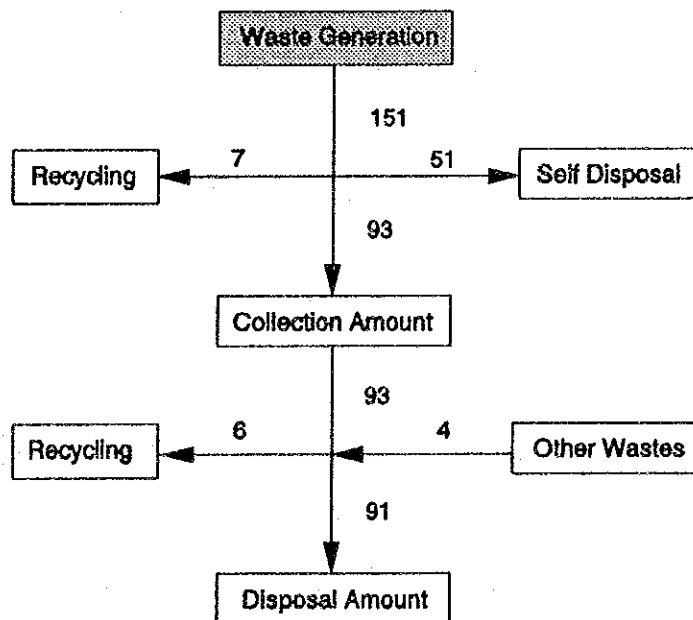 Waste Generation
151
7
51
Recycling
Self Disposal
93
Collection Amount
93
6
4
Recycling
Other Wastes
91
Disposal Amount